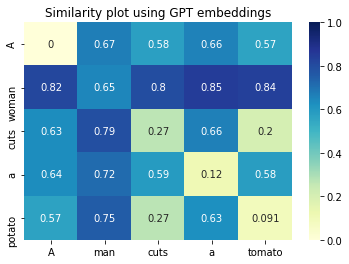 Similarity plot using GPT embeddings
A 0 0.67 0.58 0.66 0.57
woman 0.82 0.65 0.8 0.85 0.84
cuts 0.63 0.79 0.27 0.66 0.2
a 0.64 0.72 0.59 0.12 0.58
potato 0.57 0.75 0.27 0.63 0.091
A man cuts a tomato
1.0
0.8
0.6
0.4
0.2
0.0